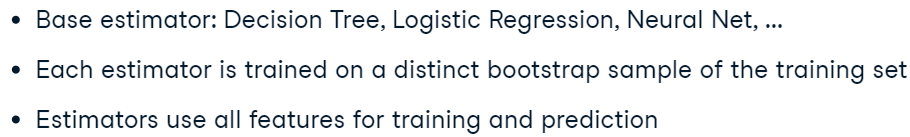 • Base estimator: Decision Tree, Logistic Regression, Neural Net, ...
• Each estimator is trained on a distinct bootstrap sample of the training set
• Estimators use all features for training and prediction